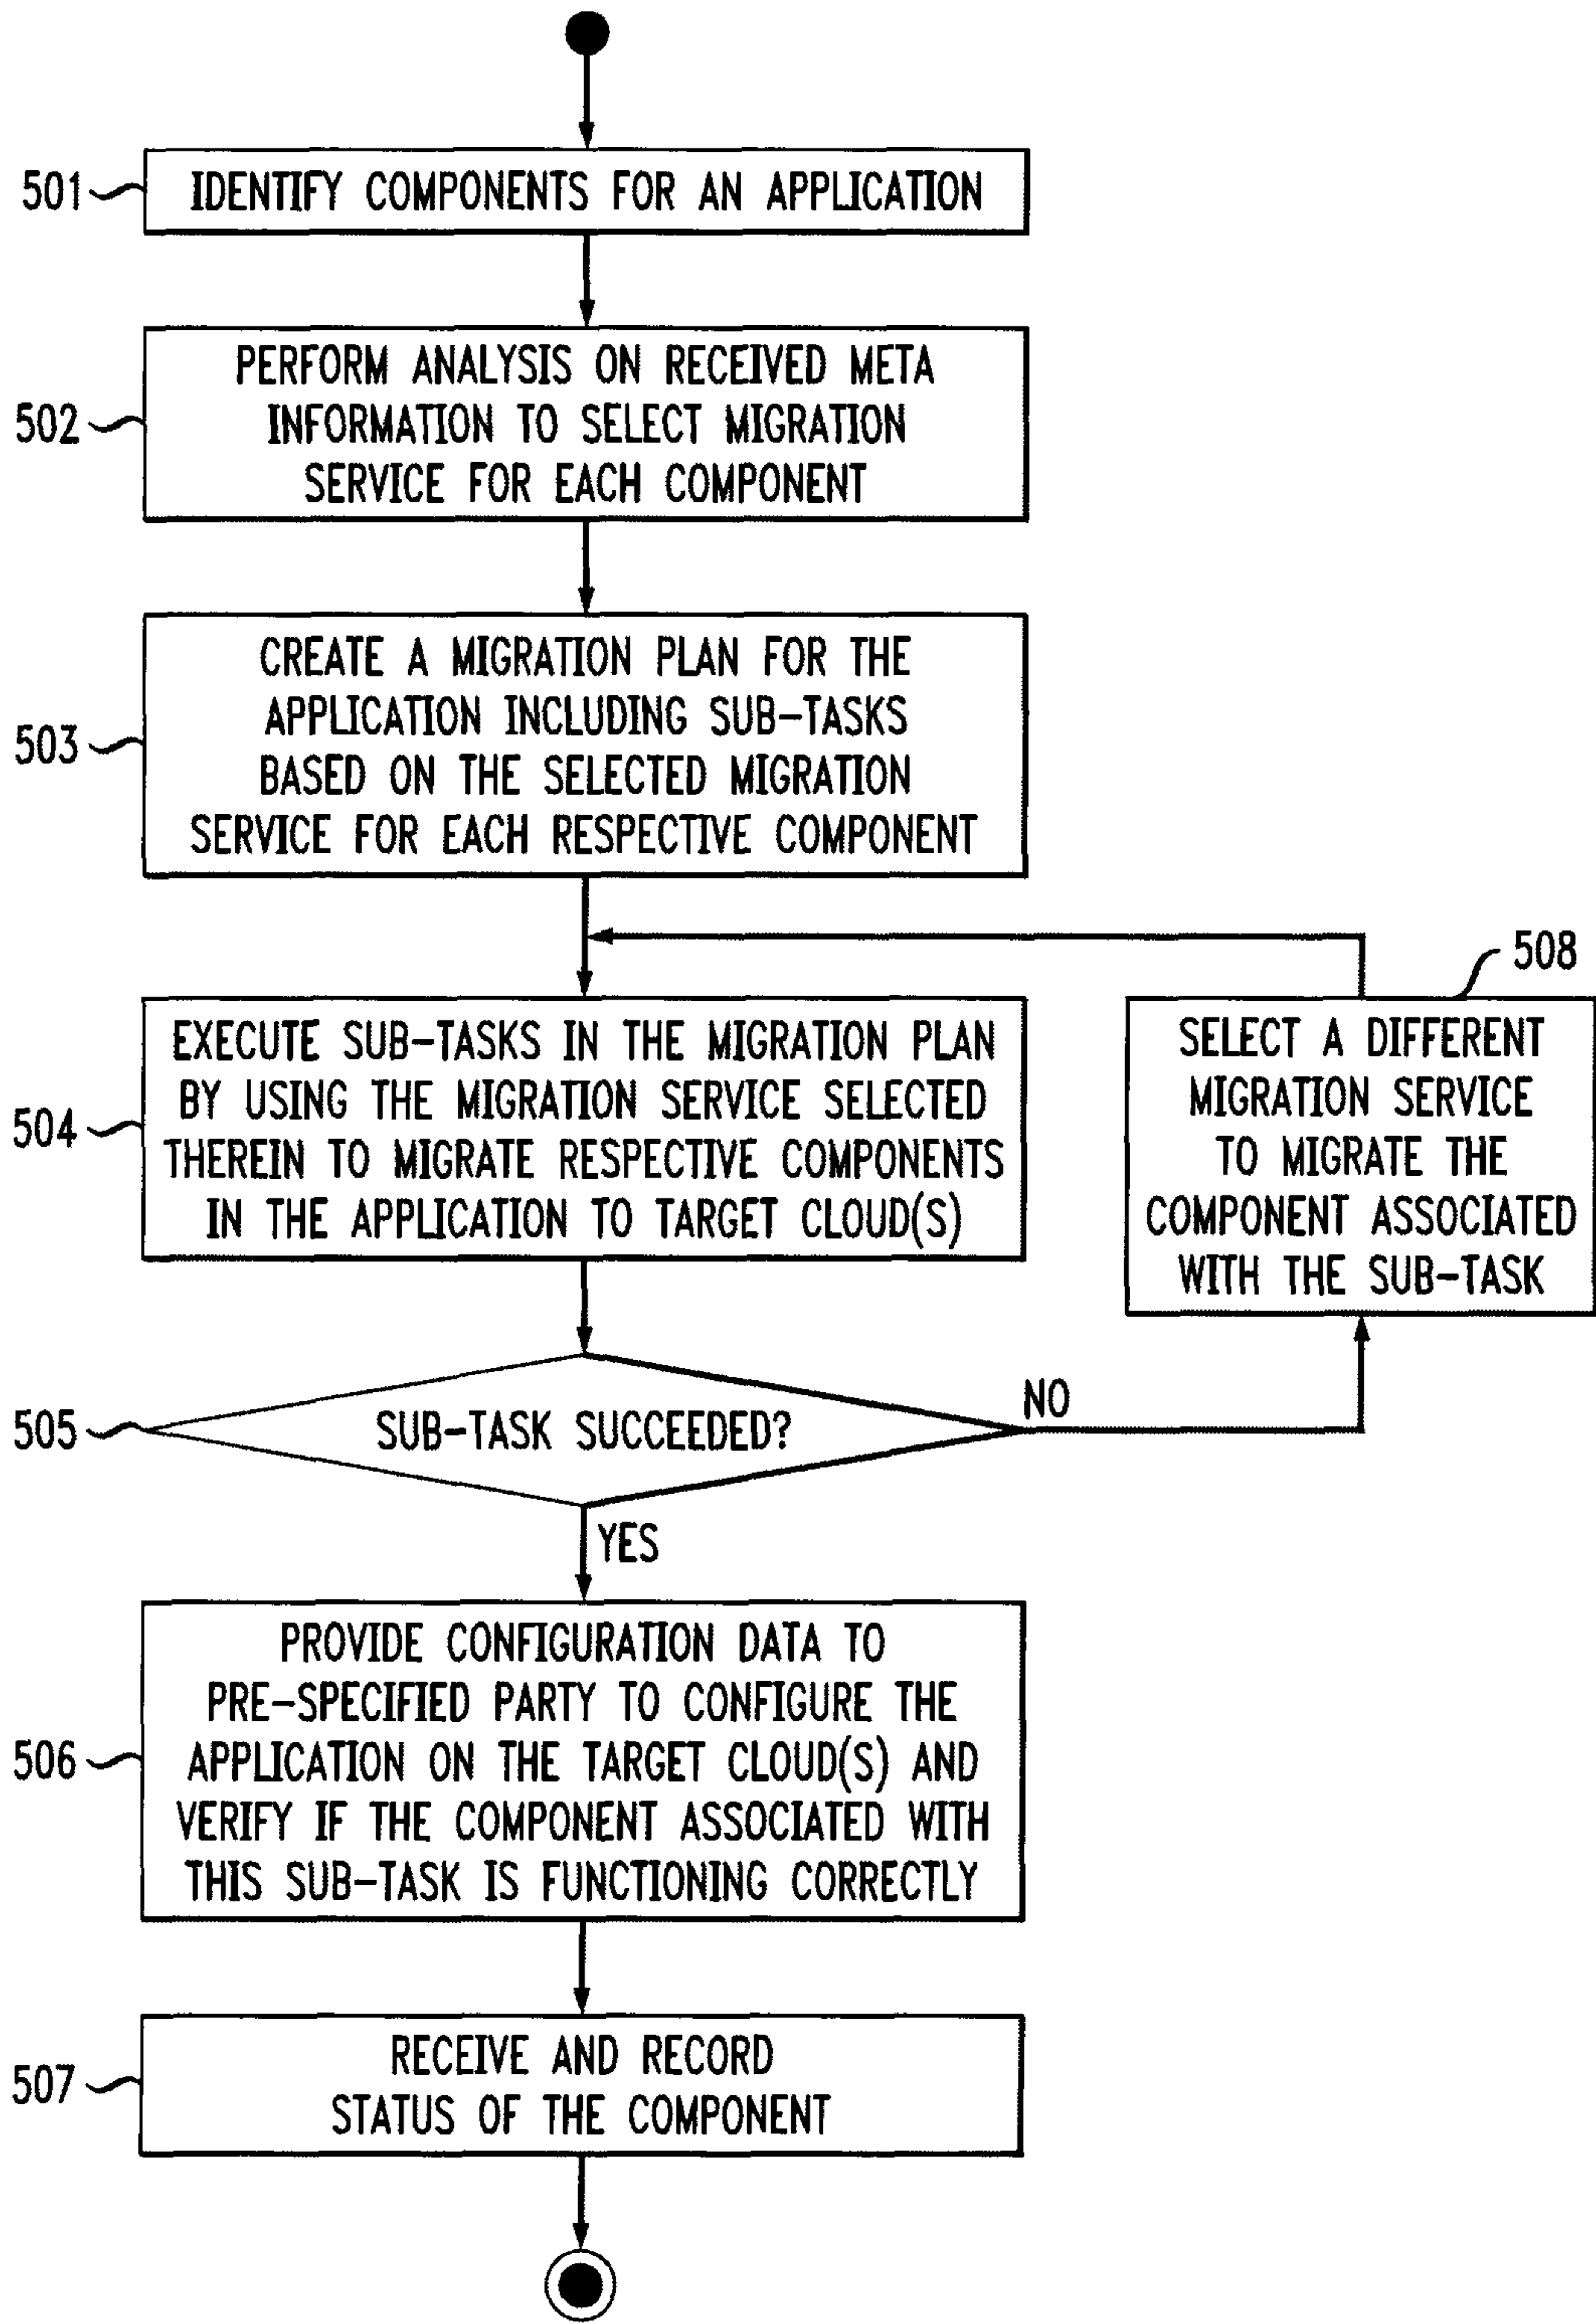 501
IDENTIFY COMPONENTS FOR AN APPLICATION
502
PERFORM ANALYSIS ON RECEIVED META
INFORMATION TO SELECT MIGRATION
SERVICE FOR EACH COMPONENT
503
CREATE A MIGRATION PLAN FOR THE
APPLICATION INCLUDING SUB-TASKS
BASED ON THE SELECTED MIGRATION
SERVICE FOR EACH RESPECTIVE COMPONENT
504
EXECUTE SUB-TASKS IN THE MIGRATION PLAN
BY USING THE MIGRATION SERVICE SELECTED
THEREIN TO MIGRATE RESPECTIVE COMPONENTS
IN THE APPLICATION TO TARGET CLOUD(S)
508
SELECT A DIFFERENT
MIGRATION SERVICE
TO MIGRATE THE
COMPONENT ASSOCIATED
WITH THE SUB-TASK
505
SUB-TASK SUCCEEDED?
NO
YES
506
PROVIDE CONFIGURATION DATA TO
PRE-SPECIFIED PARTY TO CONFIGURE THE
APPLICATION ON THE TARGET CLOUD(S) AND
VERIFY IF THE COMPONENT ASSOCIATED WITH
THIS SUB-TASK IS FUNCTIONING CORRECTLY
507
RECEIVE AND RECORD
STATUS OF THE COMPONENT